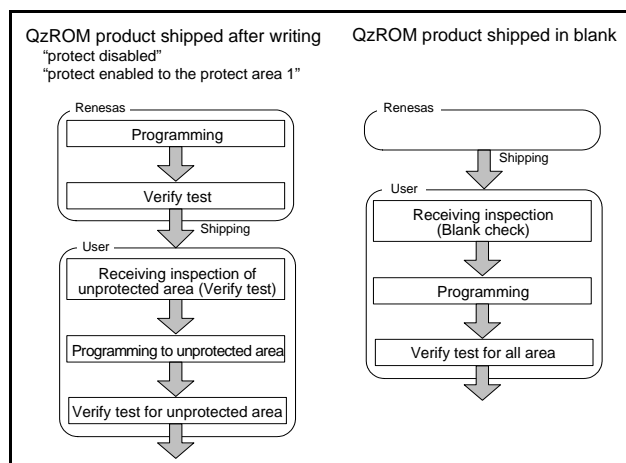 QzROM product shipped after writing
"protect disabled"
"protect enabled to the protect area 1"
Renesas
Programming
Verify test
Shipping
User
Receiving inspection of
unprotected area (Verify test)
Programming to unprotected area
Verify test for unprotected area
QzROM product shipped in blank
Renesas
Shipping
User
Receiving inspection
(Blank check)
Programming
Verify test for all area